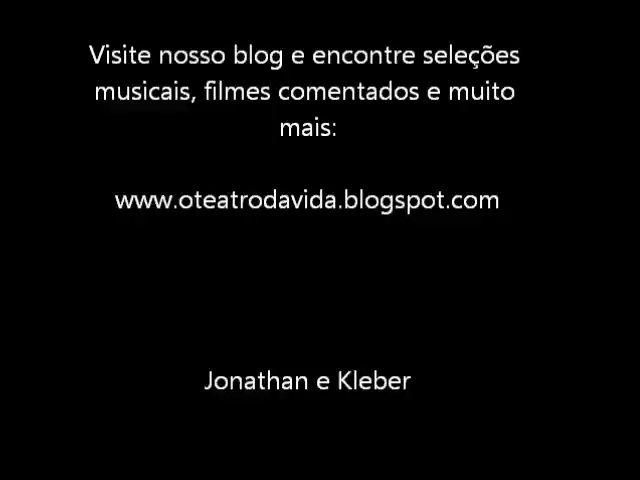 Visite nosso blog e encontre seleções
musicais, filmes comentados e muito
mais:
www.oteatrodavida.blogspot.com
Jonathan e Kleber